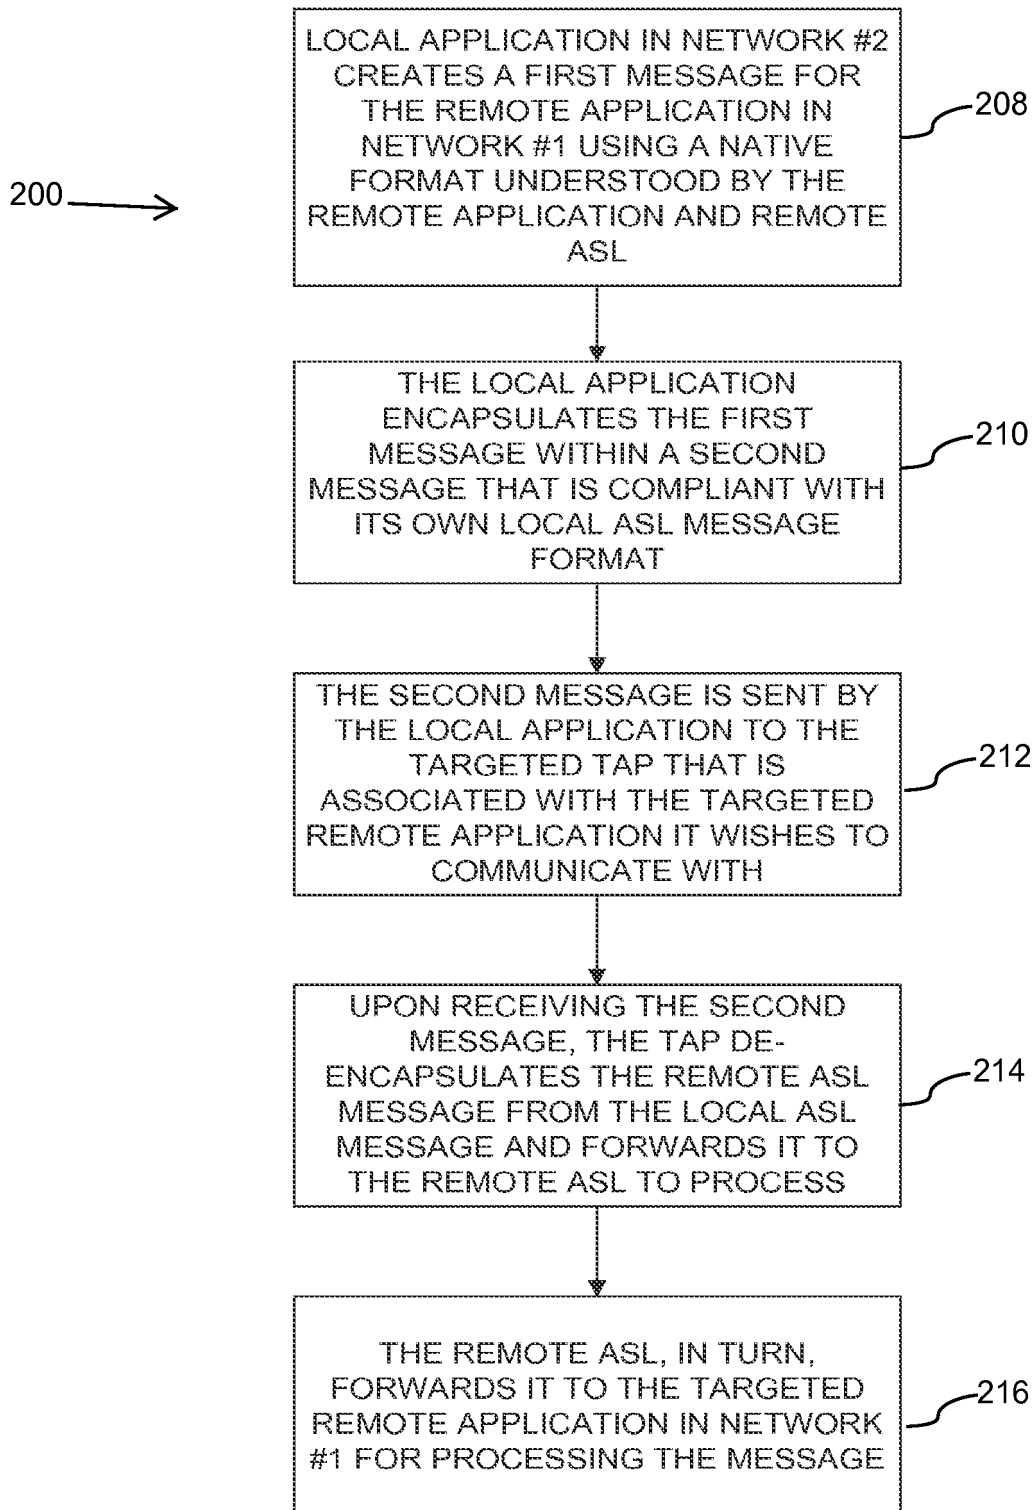 LOCAL APPLICATION IN NETWORK #2
CREATES A FIRST MESSAGE FOR
THE REMOTE APPLICATION IN
NETWORK #1 USING A NATIVE
FORMAT UNDERSTOOD BY THE
REMOTE APPLICATION AND REMOTE
ASL
208
200
THE LOCAL APPLICATION
ENCAPSULATES THE FIRST
MESSAGE WITHIN A SECOND
MESSAGE THAT IS COMPLIANT WITH
ITS OWN LOCAL ASL MESSAGE
FORMAT
210
THE SECOND MESSAGE IS SENT BY
THE LOCAL APPLICATION TO THE
TARGETED TAP THAT IS
ASSOCIATED WITH THE TARGETED
REMOTE APPLICATION IT WISHES TO
COMMUNICATE WITH
212
UPON RECEIVING THE SECOND
MESSAGE, THE TAP DE-
ENCAPSULATES THE REMOTE ASL
MESSAGE FROM THE LOCAL ASL
MESSAGE AND FORWARDS IT TO
THE REMOTE ASL TO PROCESS
214
THE REMOTE ASL, IN TURN,
FORWARDS IT TO THE TARGETED
REMOTE APPLICATION IN NETWORK
#1 FOR PROCESSING THE MESSAGE
216